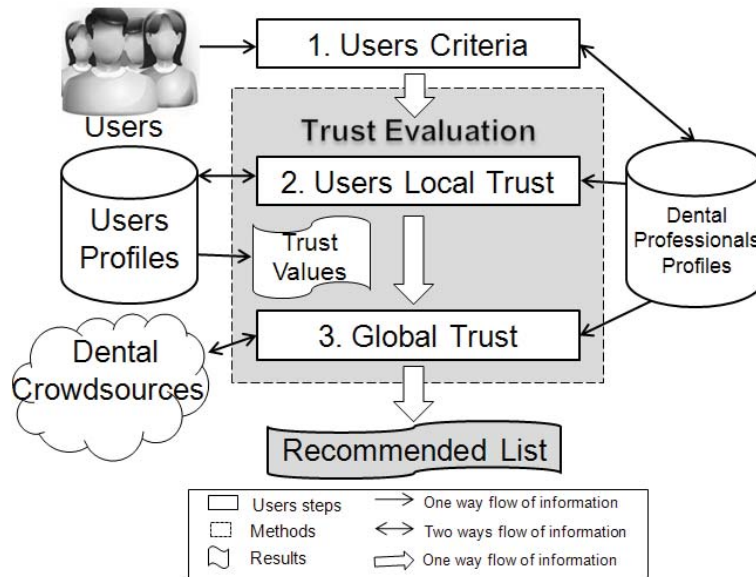 1. Users Criteria
Users
Trust Evaluation
2. Users Local Trust
Users
Profiles
Trust
Values
Dental
Professionals
Profiles
3. Global Trust
Dental
Crowdsources
Recommended List
Users steps
One way flow of information
Methods
Two ways flow of information
Results
One way flow of information